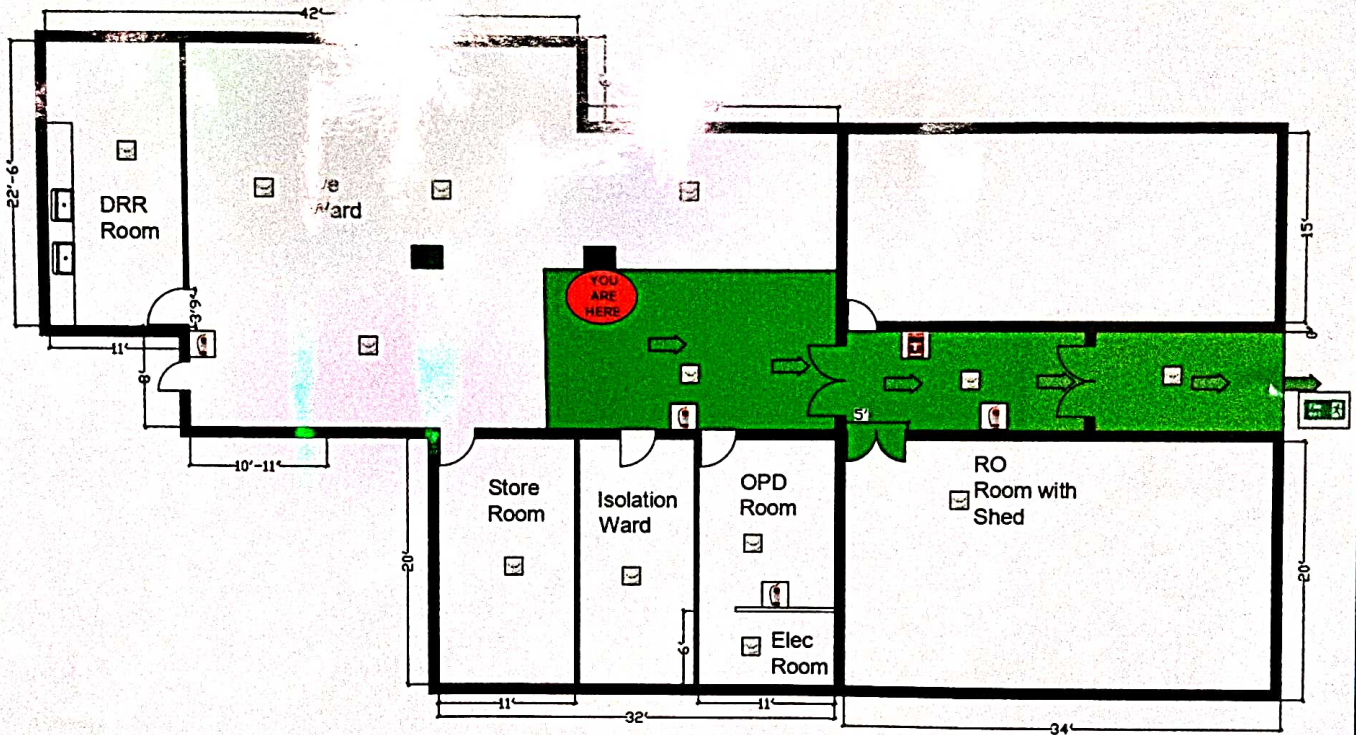 42'
6'
22'-6"
DRR
Room
ard
YOU
ARE
HERE
15'
3'9"
11'
8'
5'
10'-11"
Store
Room
Isolation
Ward
OPD
Room
RO
Room with
Shed
20'
20'
6'
Elec
Room
11'
11'
32'
34'